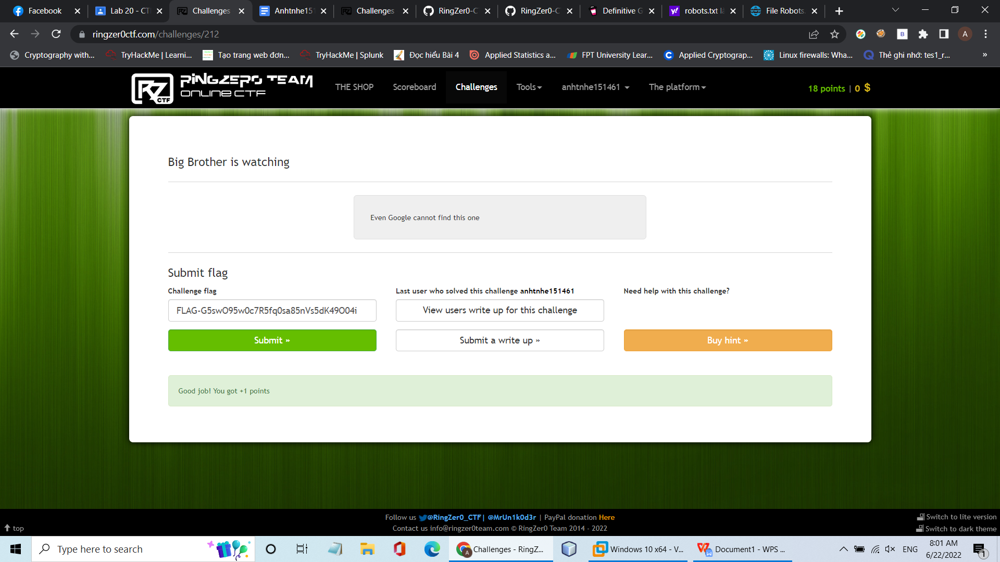 Facebook
Lab 20 - CT
Challenges
Anhtnhe151
Challenges
RingZer0-C
RingZer0-C
Definitive G
robots.txt là
File Robots.
ringzer0ctf.com/challenges/212
A
Cryptography with...
TryHackMe | Learni...
Tạo trang web đơn...
TryHackMe | Splunk
Đọc hiểu Bài 4
Applied Statistics a...
FPT University Lear...
Applied Cryptograp...
Linux firewalls: Wha...
Thẻ ghi nhớ: tes1_r...
»
RZ CTF
RiNGZER0 TEAM
ONLINE CTF
THE SHOP
Scoreboard
Challenges
Tools
anhtnhe151461
The platform
18 points | 0 $
Big Brother is watching
Even Google cannot find this one
Submit flag
Challenge flag
Last user who solved this challenge anhtnhe151461
Need help with this challenge?
FLAG-G5swO95w0c7R5fq0sa85nVs5dK49O04i
View users write up for this challenge
Submit »
Submit a write up »
Buy hint »
Good job! You got +1 points
Follow us @RingZer0_CTF | @MrUn1k0d3r | PayPal donation Here
Contact us info@ringzer0team.com © RingZer0 Team 2014 - 2022
Switch to lite version
Switch to dark theme
top
Type here to search
Challenges - RingZ...
Windows 10 x64 - V...
Document1 - WPS ...
ENG
8:01 AM
6/22/2022
1